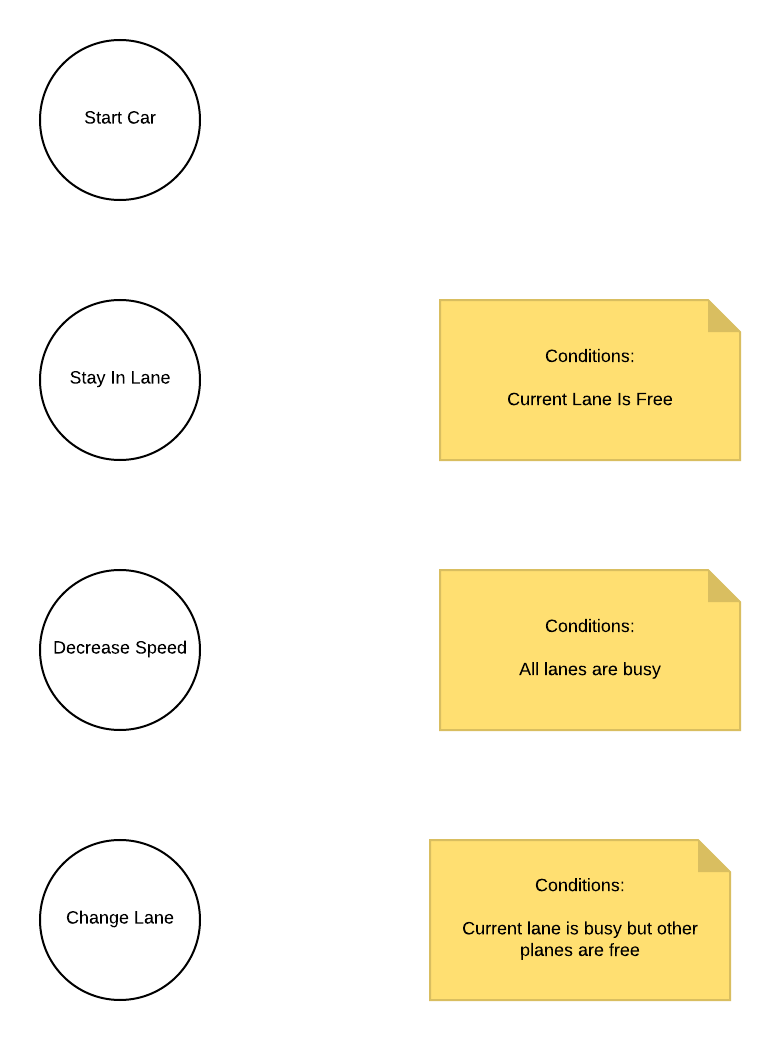 Start Car
Stay In Lane
Conditions:
Current Lane Is Free
Decrease Speed
Conditions:
All lanes are busy
Change Lane
Conditions:
Current lane is busy but other
planes are free